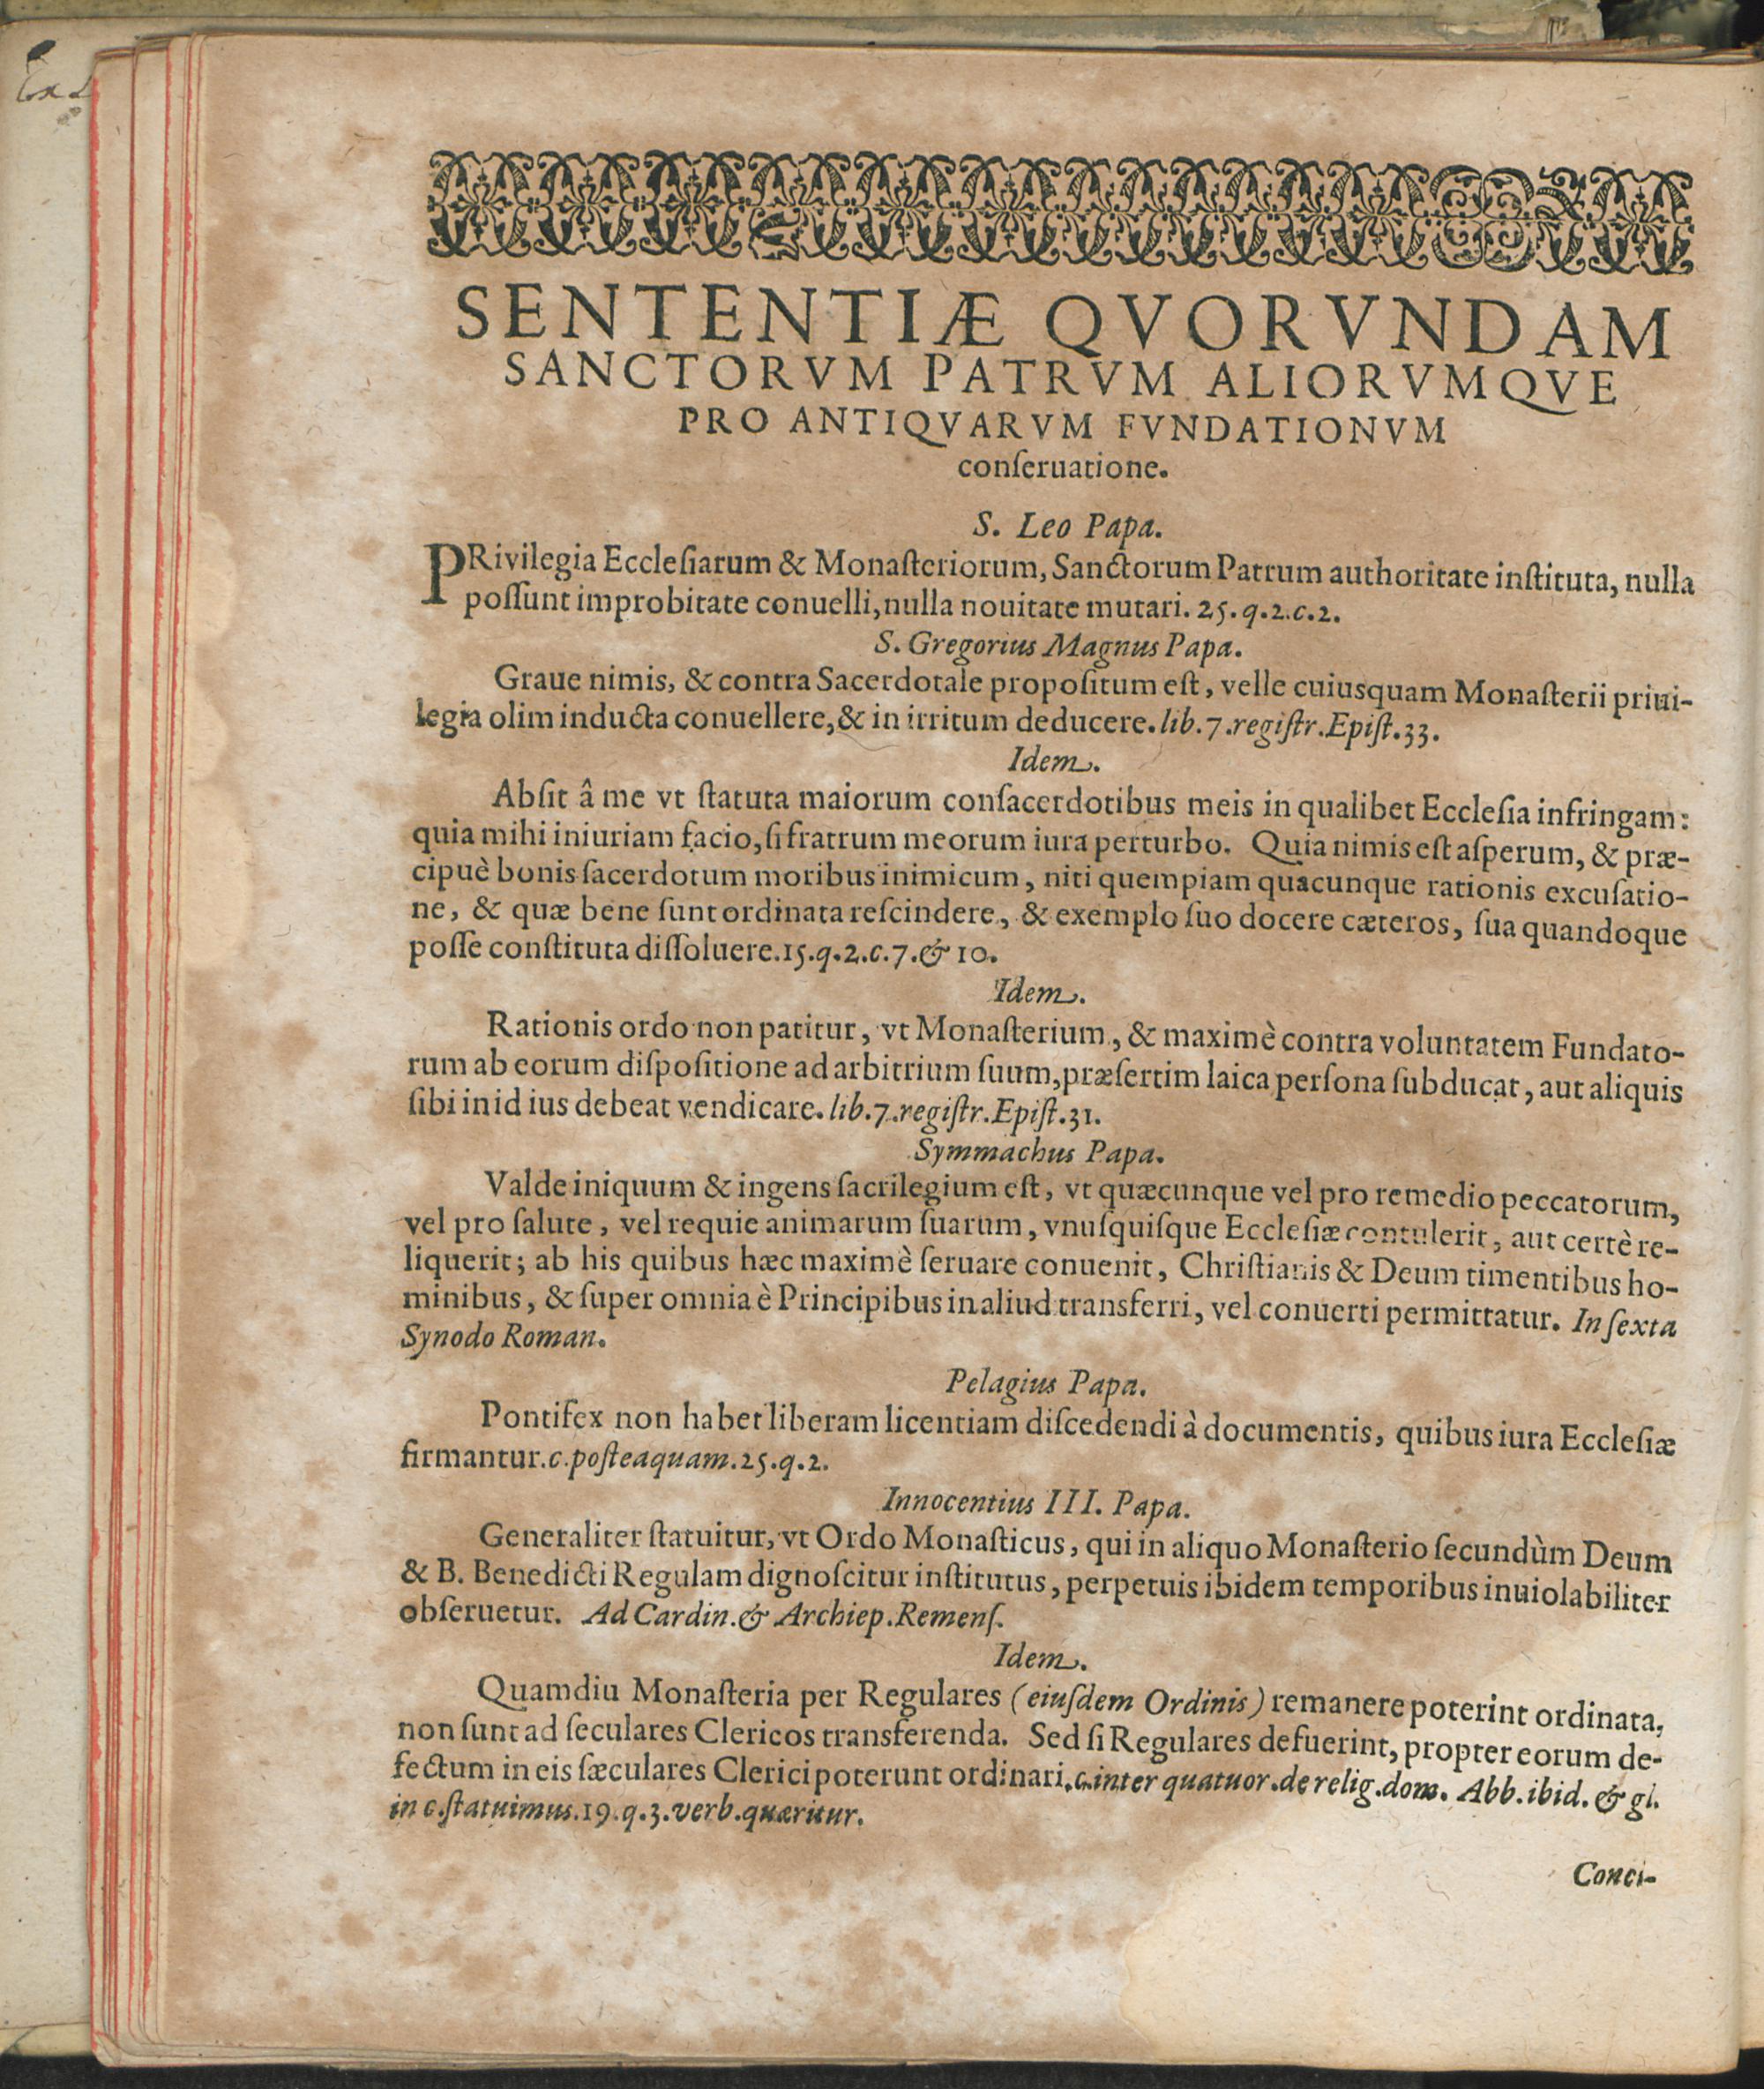 SENTENTIÆ QVORVNDAM
SANCTORVM PATRVM ALIORVMQVE
PRO ANTIQVARVM FVNDATIONVM
conſeruatione.
S. Leo Papa.
PRivilegia Eccleſiarum & Monaſteriorum, Sanctorum Patrum authoritate inſtituta, nulla
poſſunt improbitate conuelli, nulla nouitate mutari. 25. q. 2. c. 2.
S. Gregorius Magnus Papa.
Graue nimis, & contra Sacerdotale propoſitum eſt, velle cuiusquam Monaſterii priui-
legia olim inducta conuellere, & in irritum deducere. lib. 7. regiſtr. Epiſt. 33.
Idem.
Abſit â me vt ſtatuta maiorum conſacerdotibus meis in qualibet Eccleſia infringam:
quia mihi iniuriam facio, ſi fratrum meorum iura perturbo. Quia nimis eſt aſperum, & præ-
cipuè bonis ſacerdotum moribus inimicum, niti quempiam quacunque rationis excuſatio-
ne, & quæ bene ſunt ordinata reſcindere, & exemplo ſuo docere cæteros, ſua quandoque
poſſe conſtituta diſſoluere. 15. q. 2. c. 7. & 10.
Idem.
Rationis ordo non patitur, vt Monaſterium, & maximè contra voluntatem Fundato-
rum ab eorum diſpoſitione ad arbitrium ſuum, præſertim laica perſona ſubducat, aut aliquis
ſibi in id ius debeat vendicare. lib. 7. regiſtr. Epiſt. 31.
Symmachus Papa.
Valde iniquum & ingens ſacrilegium eſt, vt quæcunque vel pro remedio peccatorum,
vel pro ſalute, vel requie animarum ſuarum, vnuſquiſque Eccleſiæ contulerit, aut certè re-
liquerit; ab his quibus hæc maximè ſeruare conuenit, Chriſtianis & Deum timentibus ho-
minibus, & ſuper omnia è Principibus in aliud transferri, vel conuerti permittatur. In ſexta
Synodo Roman.
Pelagius Papa.
Pontifex non habet liberam licentiam diſcedendi à documentis, quibus iura Eccleſiæ
firmantur. c. poſteaquam. 25. q. 2.
Innocentius III. Papa.
Generaliter ſtatuitur, vt Ordo Monaſticus, qui in aliquo Monaſterio ſecundùm Deum
& B. Benedicti Regulam dignoſcitur inſtitutus, perpetuis ibidem temporibus inuiolabiliter
obſeruetur. Ad Cardin. & Archiep. Remenſ.
Idem.
Quamdiu Monaſteria per Regulares (eiuſdem Ordinis) remanere poterint ordinata,
non ſunt ad ſeculares Clericos transferenda. Sed ſi Regulares defuerint, propter eorum de-
fectum in eis ſæculares Clerici poterunt ordinari. c. inter quatuor. de relig. dom. Abb. ibid. & gl.
in c. ſtatuimus. 19. q. 3. verb. quæritur.
Conci-